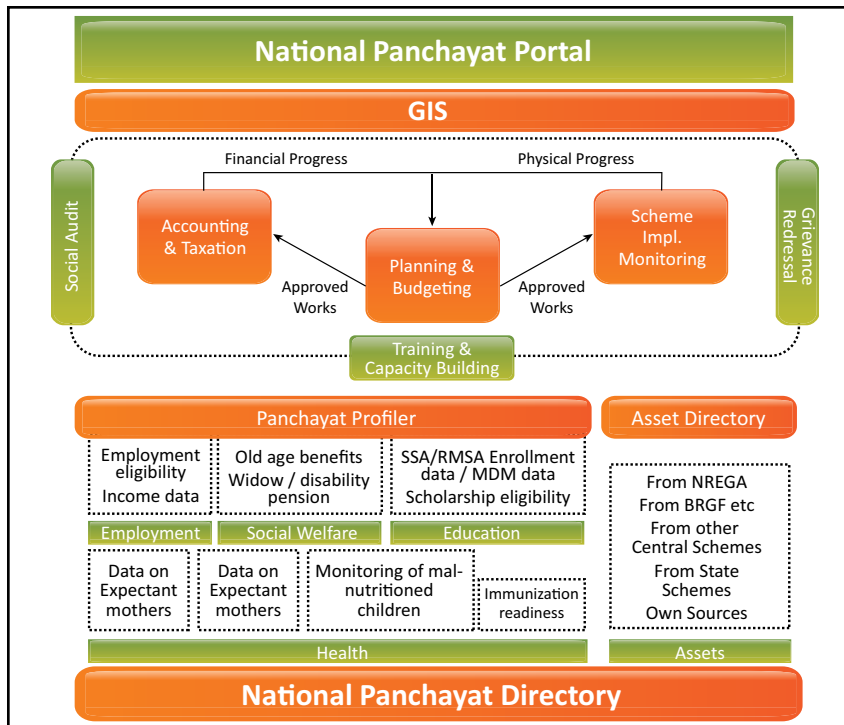 National Panchayat Portal
GIS
Financial Progress
Physical Progress
Social Audit
Accounting
& Taxation
Planning &
Budgeting
Scheme
Impl.
Monitoring
Grievance
Redressal
Approved
Works
Approved
Works
Training &
Capacity Building
Panchayat Profiler
Asset Directory
Employment
eligibility
Income data
Old age benefits
Widow / disability
pension
SSA/RMSA Enrollment
data / MDM data
Scholarship eligibility
Employment
Social Welfare
Education
Data on
Expectant
mothers
Data on
Expectant
mothers
Monitoring of mal-
nutritioned
children
Immunization
readiness
From NREGA
From BRGF etc
From other
Central Schemes
From State
Schemes
Own Sources
Health
Assets
National Panchayat Directory